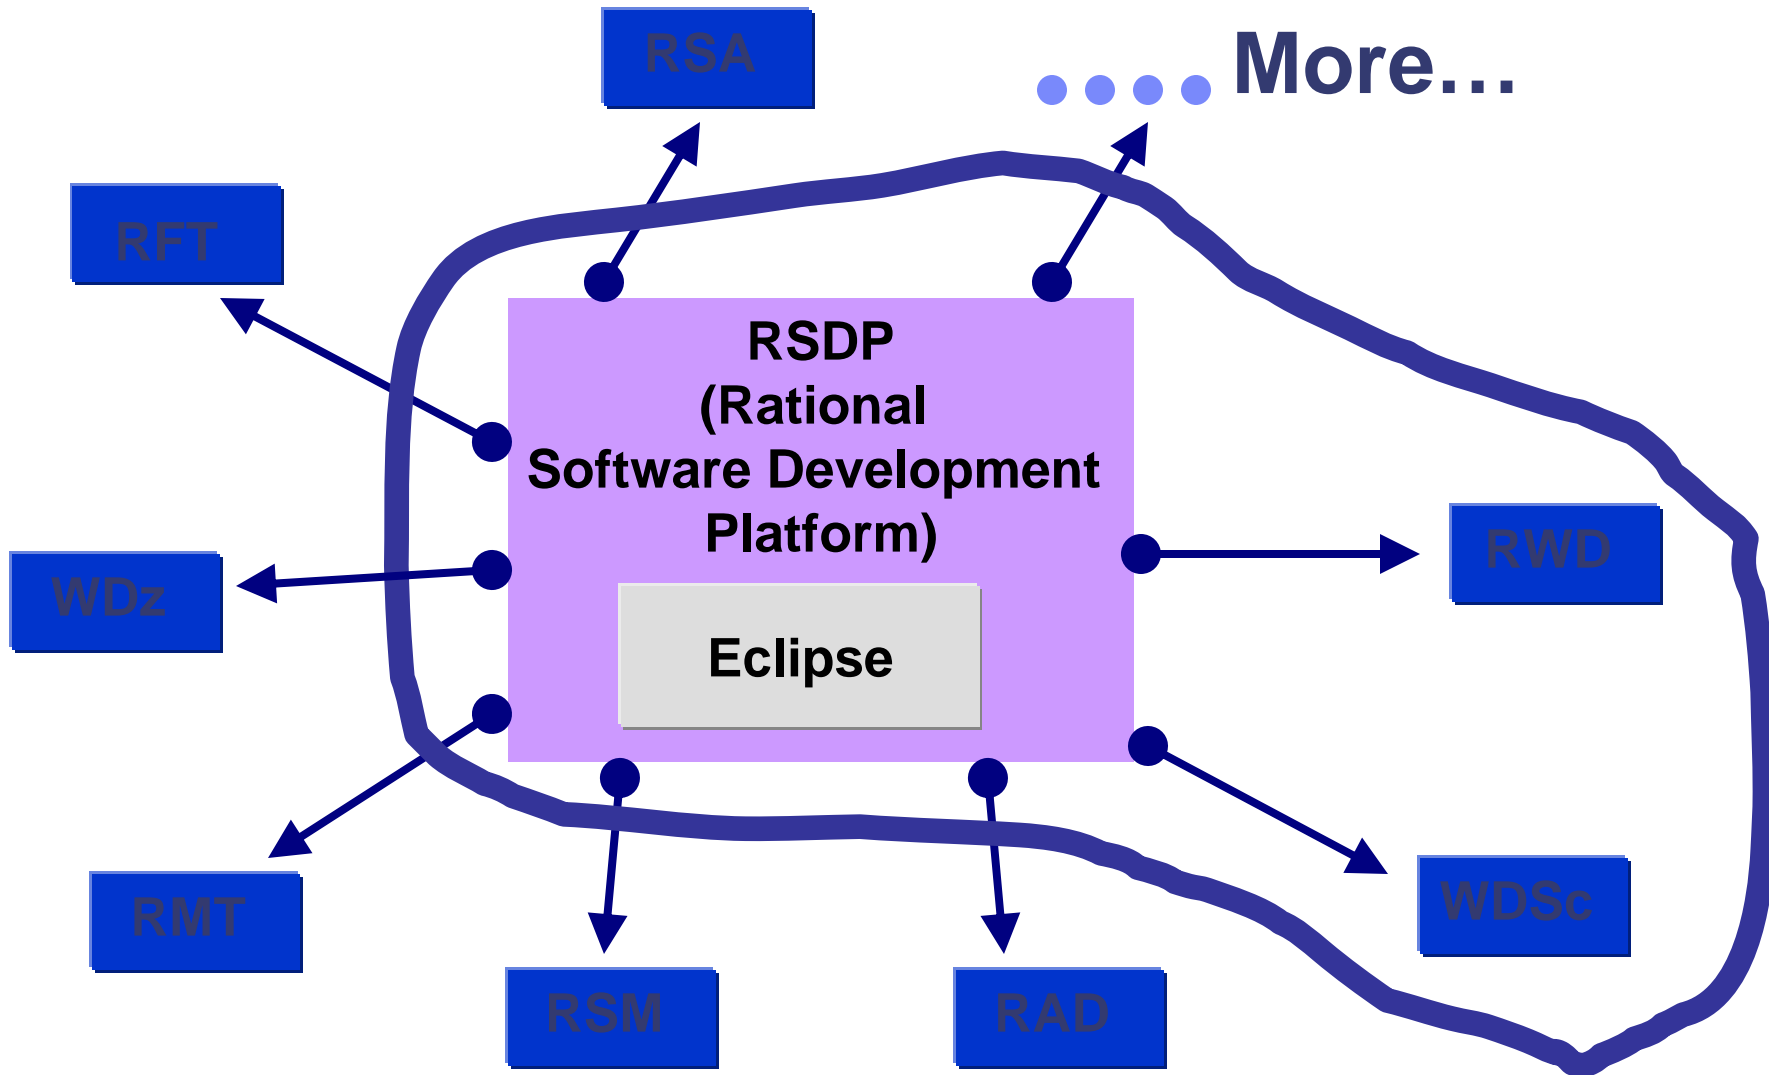 RSA
More…
RFT
RSDP
(Rational
Software Development
Platform)
RWD
WDz
Eclipse
WDSc
RMT
RSM
RAD